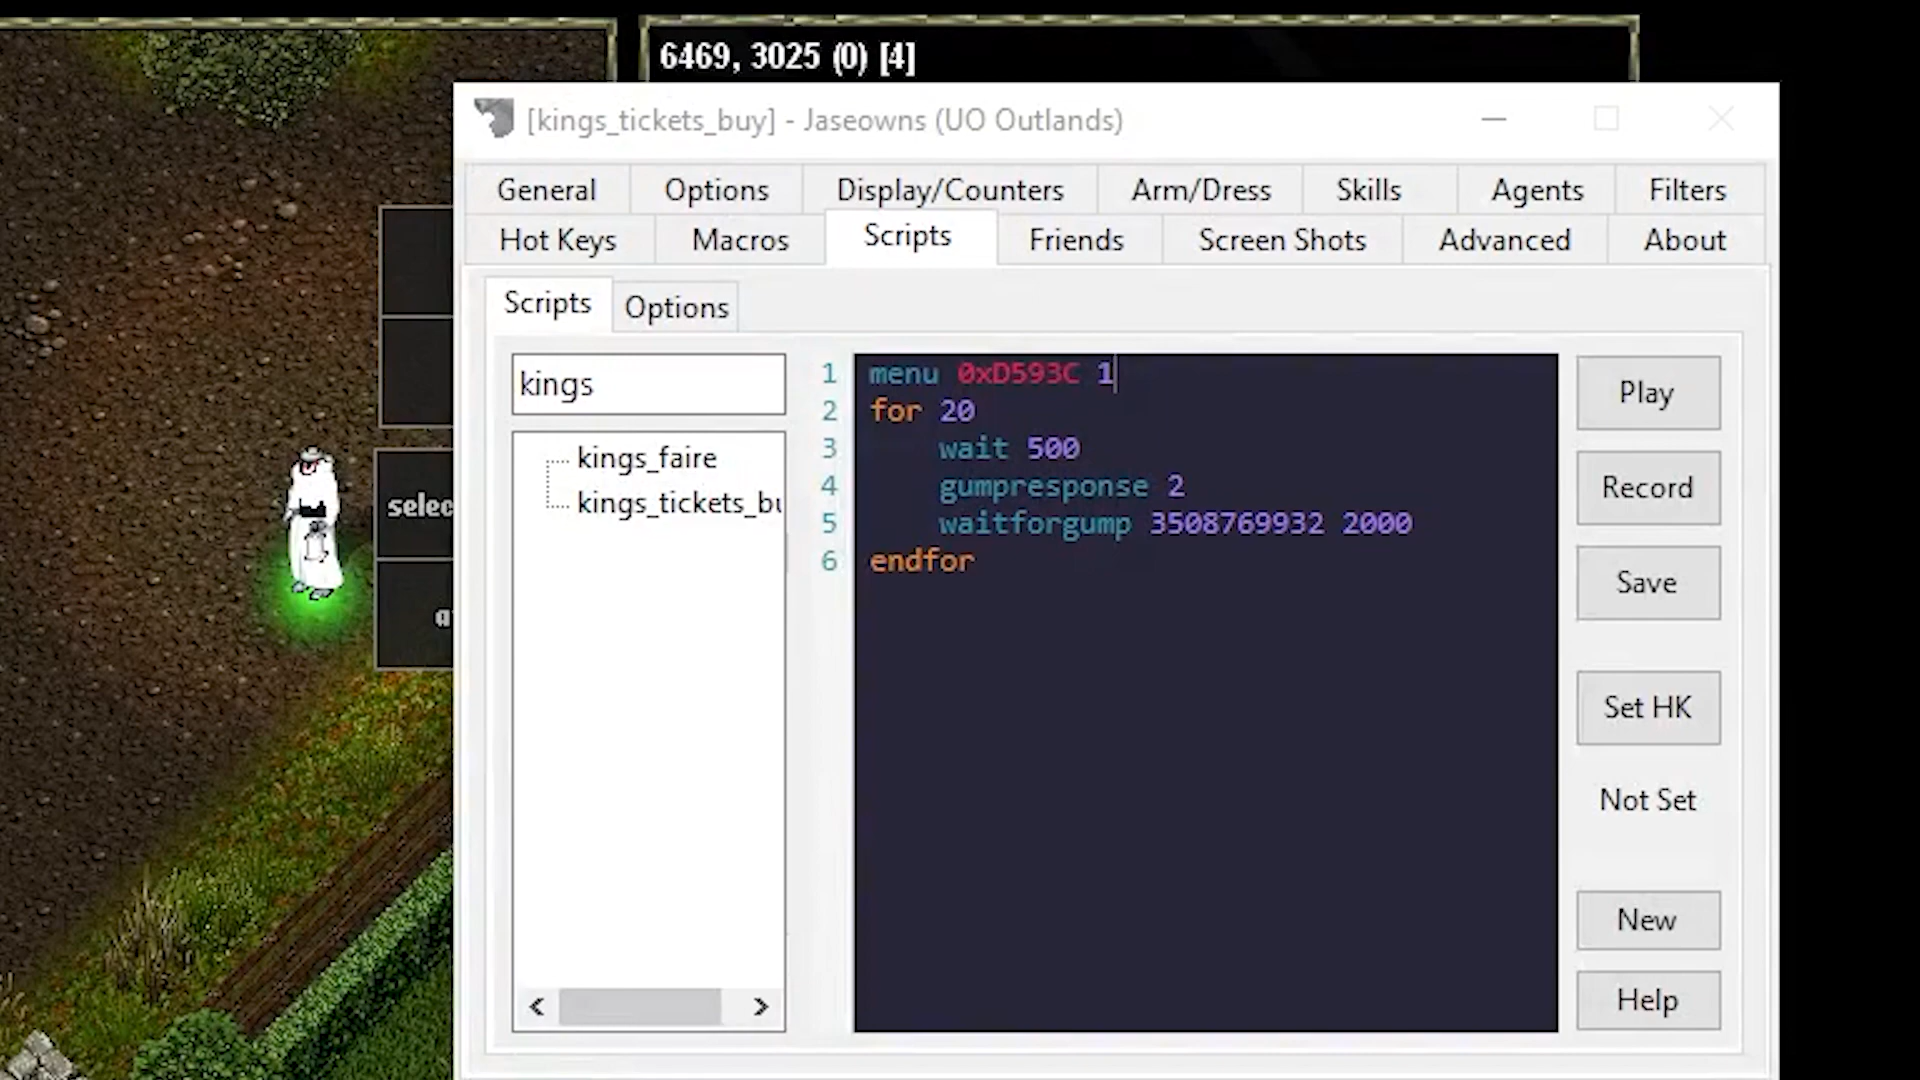 6469, 3025 (0) [4]
[kings_tickets_buy] - Jaseowns (UO Outlands)
General Options Display/Counters Arm/Dress Skills Agents Filters
Hot Keys Macros Scripts Friends Screen Shots Advanced About
Scripts Options
kings
kings_faire
kings_tickets_bu
1 menu 0xD593C 1
2 for 20
3 wait 500
4 gumpresponse 2
5 waitforgump 3508769932 2000
6 endfor
Play
Record
Save
Set HK
Not Set
New
Help
selec